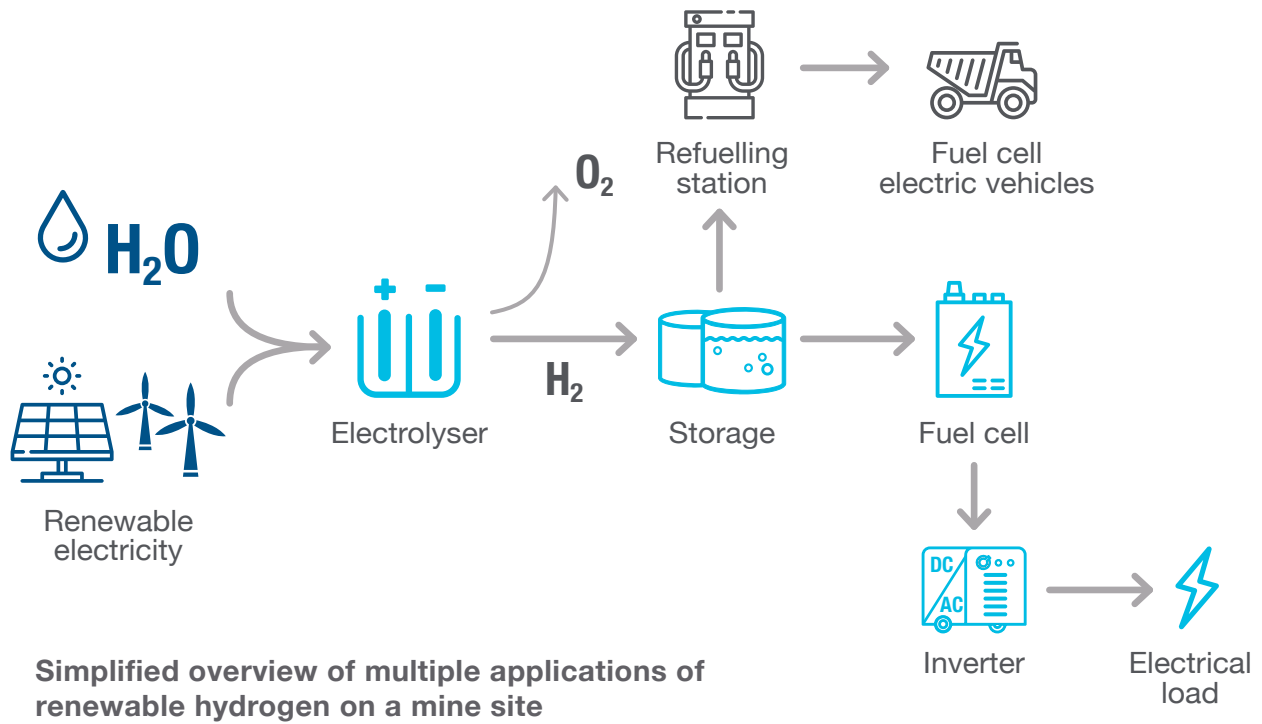 Refuelling
station
Fuel cell
electric vehicles
O₂
H₂O
+ −
H₂
Electrolyser
Storage
Fuel cell
Renewable
electricity
DC
AC
Inverter
Electrical
load
Simplified overview of multiple applications of
renewable hydrogen on a mine site